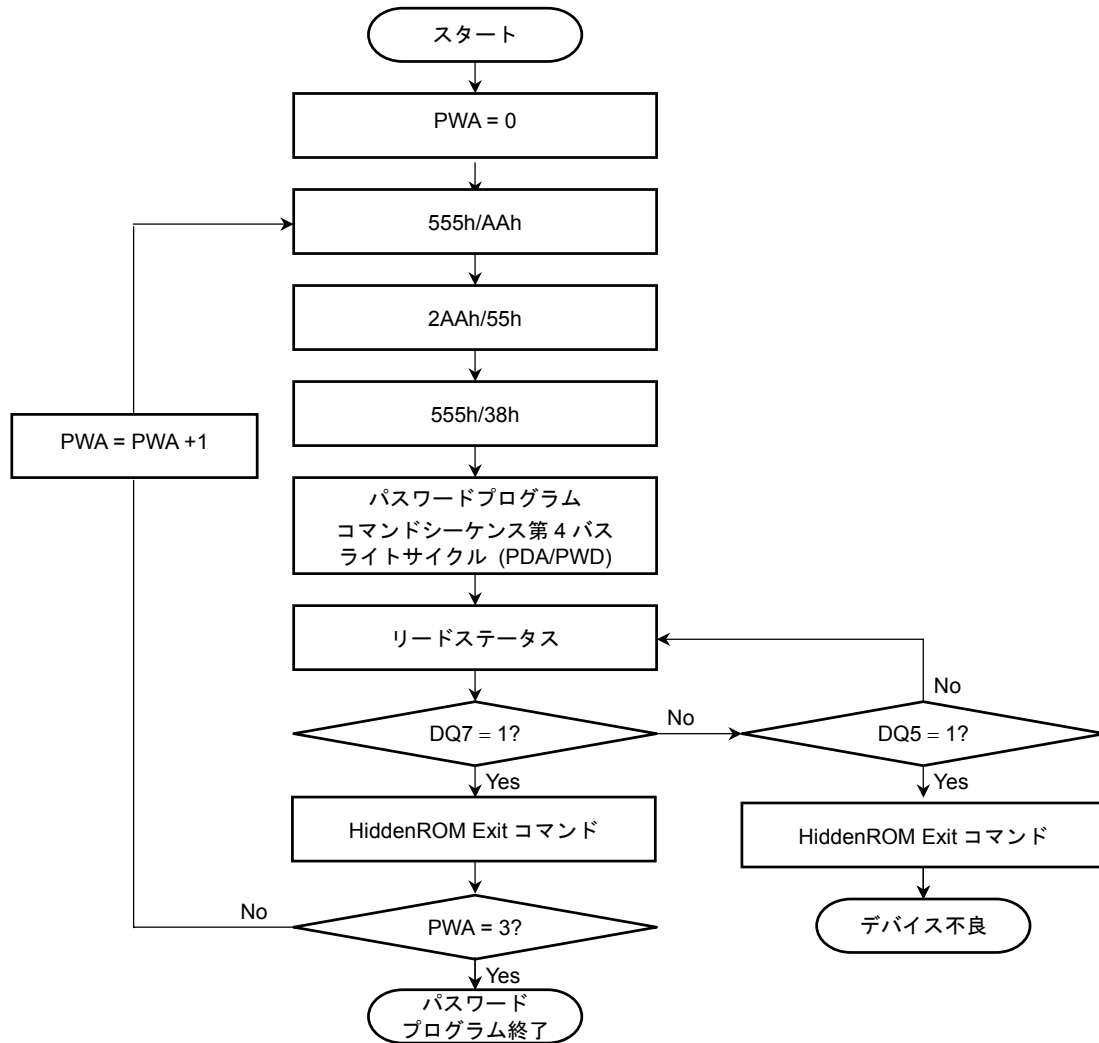 スタート
PWA = 0
555h/AAh
2AAh/55h
555h/38h
PWA = PWA +1
パスワードプログラム
コマンドシーケンス第 4 バス
ライトサイクル (PDA/PWD)
リードステータス
No
DQ7 = 1?
No
DQ5 = 1?
Yes
Yes
HiddenROM Exit コマンド
HiddenROM Exit コマンド
No
PWA = 3?
デバイス不良
Yes
パスワード
プログラム終了